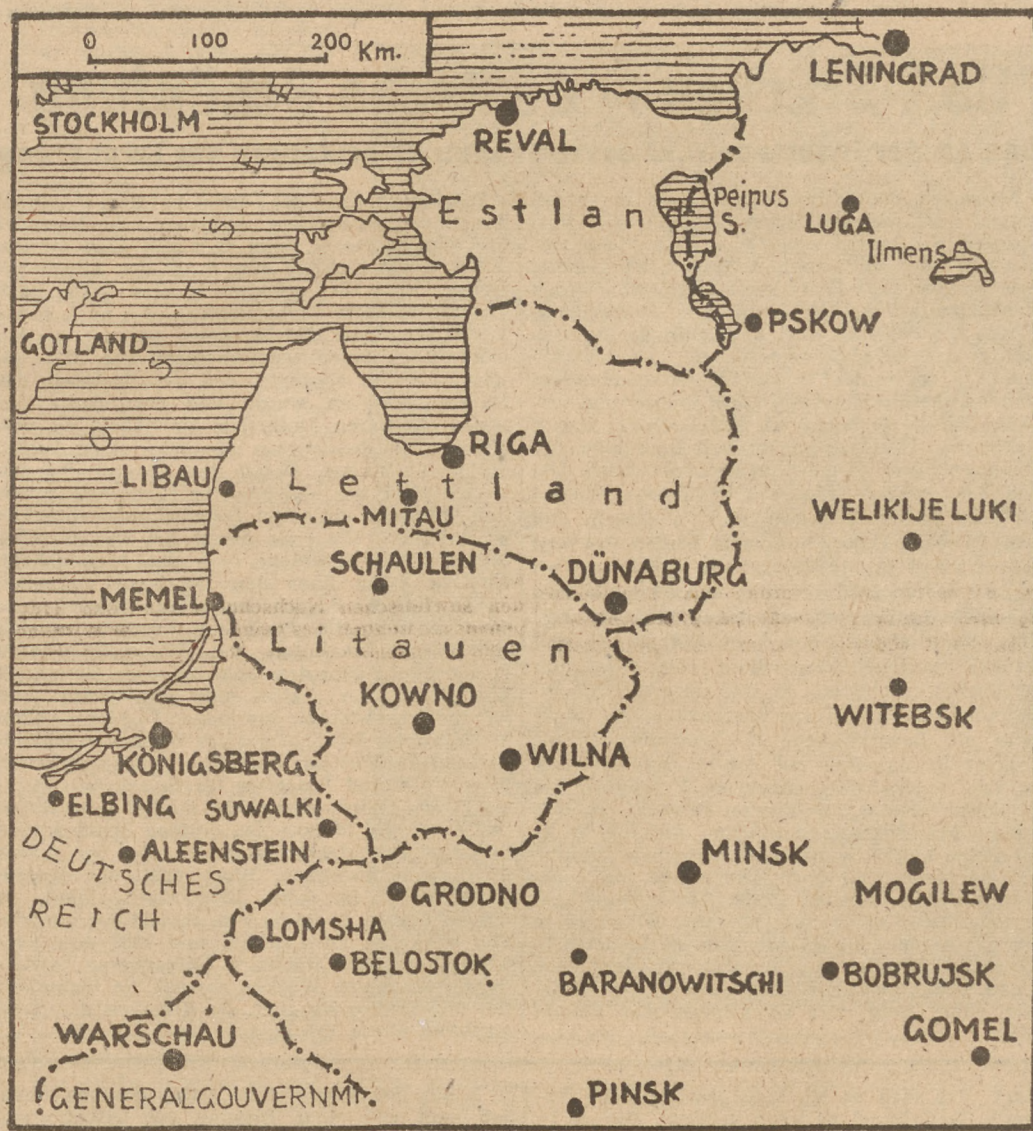 0 100 200 Km.
LENINGRAD
STOCKHOLM
REVAL
Estland
Peipus
S.
LUGA
Ilmens
PSKOW
GOTLAND
OSTSEE
RIGA
LIBAU
Lettland
MITAU
WELIKIJE LUKI
SCHAULEN
DÜNABURG
MEMEL
Litauen
KOWNO
WITEBSK
WILNA
KÖNIGSBERG
ELBING
SUWALKI
ALEENSTEIN
MINSK
DEUTSCHES
REICH
GRODNO
MOGILEW
LOMSHA
BELOSTOK
BARANOWITSCHI
BOBRUJSK
WARSCHAU
GOMEL
GENERALGOUVERNMT.
PINSK